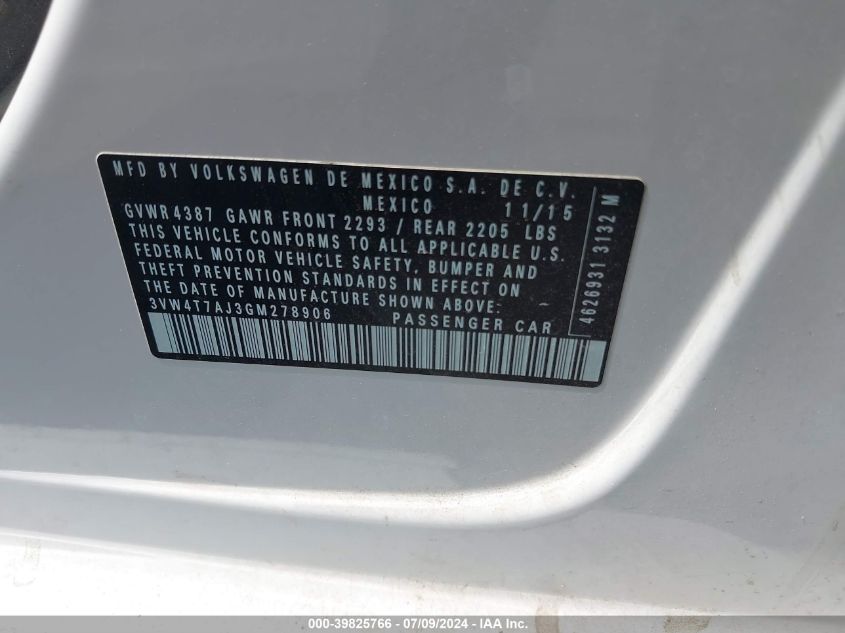 MFD BY VOLKSWAGEN DE MEXICO S.A. DE C.V.
MEXICO 11/15
GVWR 4387 GAWR FRONT 2293 / REAR 2205 LBS
THIS VEHICLE CONFORMS TO ALL APPLICABLE U.S.
FEDERAL MOTOR VEHICLE SAFETY, BUMPER AND
THEFT PREVENTION STANDARDS IN EFFECT ON
THE DATE OF MANUFACTURE SHOWN ABOVE.
3VW4T7AJ3GM278906 PASSENGER CAR
4626931 3132 M
000-39825766 - 07/09/2024 - IAA Inc.